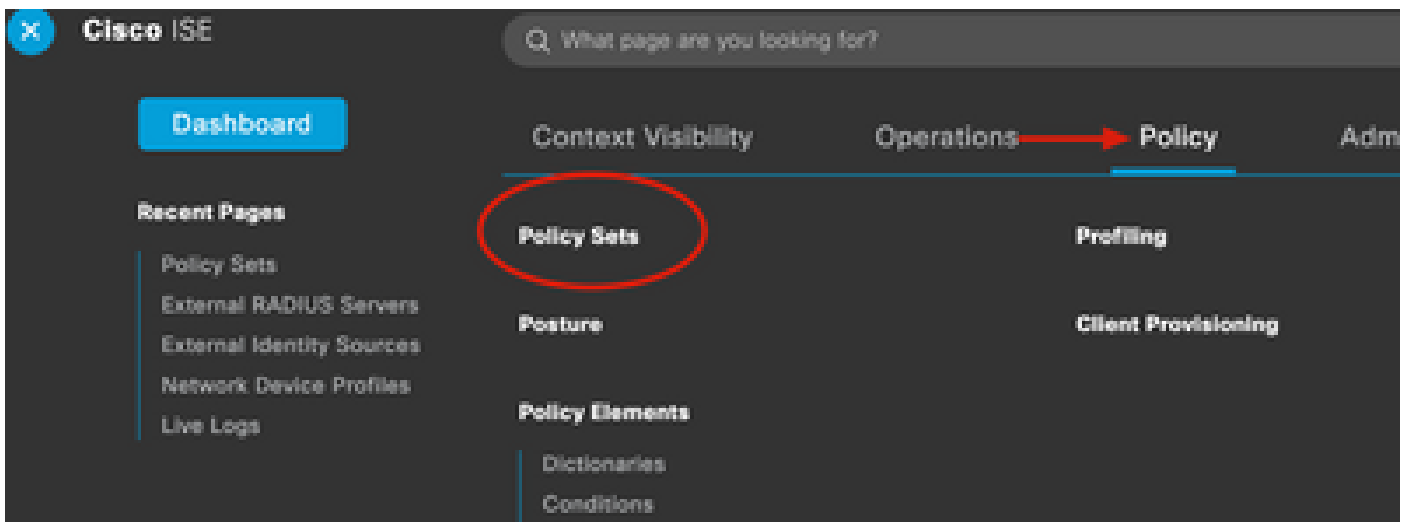 Cisco ISE
What page are you looking for?
Dashboard
Context Visibility
Operations
Policy
Adm
Recent Pages
Policy Sets
External RADIUS Servers
External Identity Sources
Network Device Profiles
Live Logs
Policy Sets
Profiling
Posture
Client Provisioning
Policy Elements
Dictionaries
Conditions